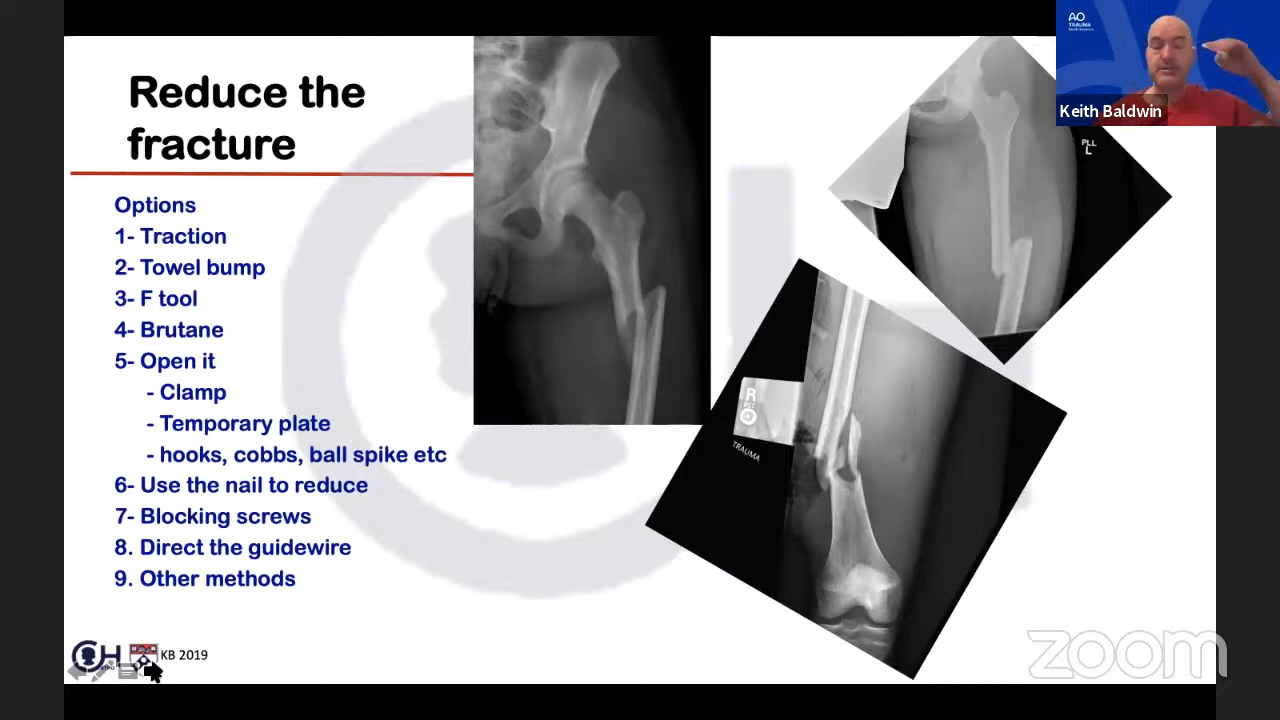 Reduce the
fracture
Options
1- Traction
2- Towel bump
3- F tool
4- Brutane
5- Open it
- Clamp
- Temporary plate
- hooks, cobbs, ball spike etc
6- Use the nail to reduce
7- Blocking screws
8. Direct the guidewire
9. Other methods
KB 2019
PLL
L
R
TRAUMA
AO
TRAUMA
North America
Keith Baldwin
zoom